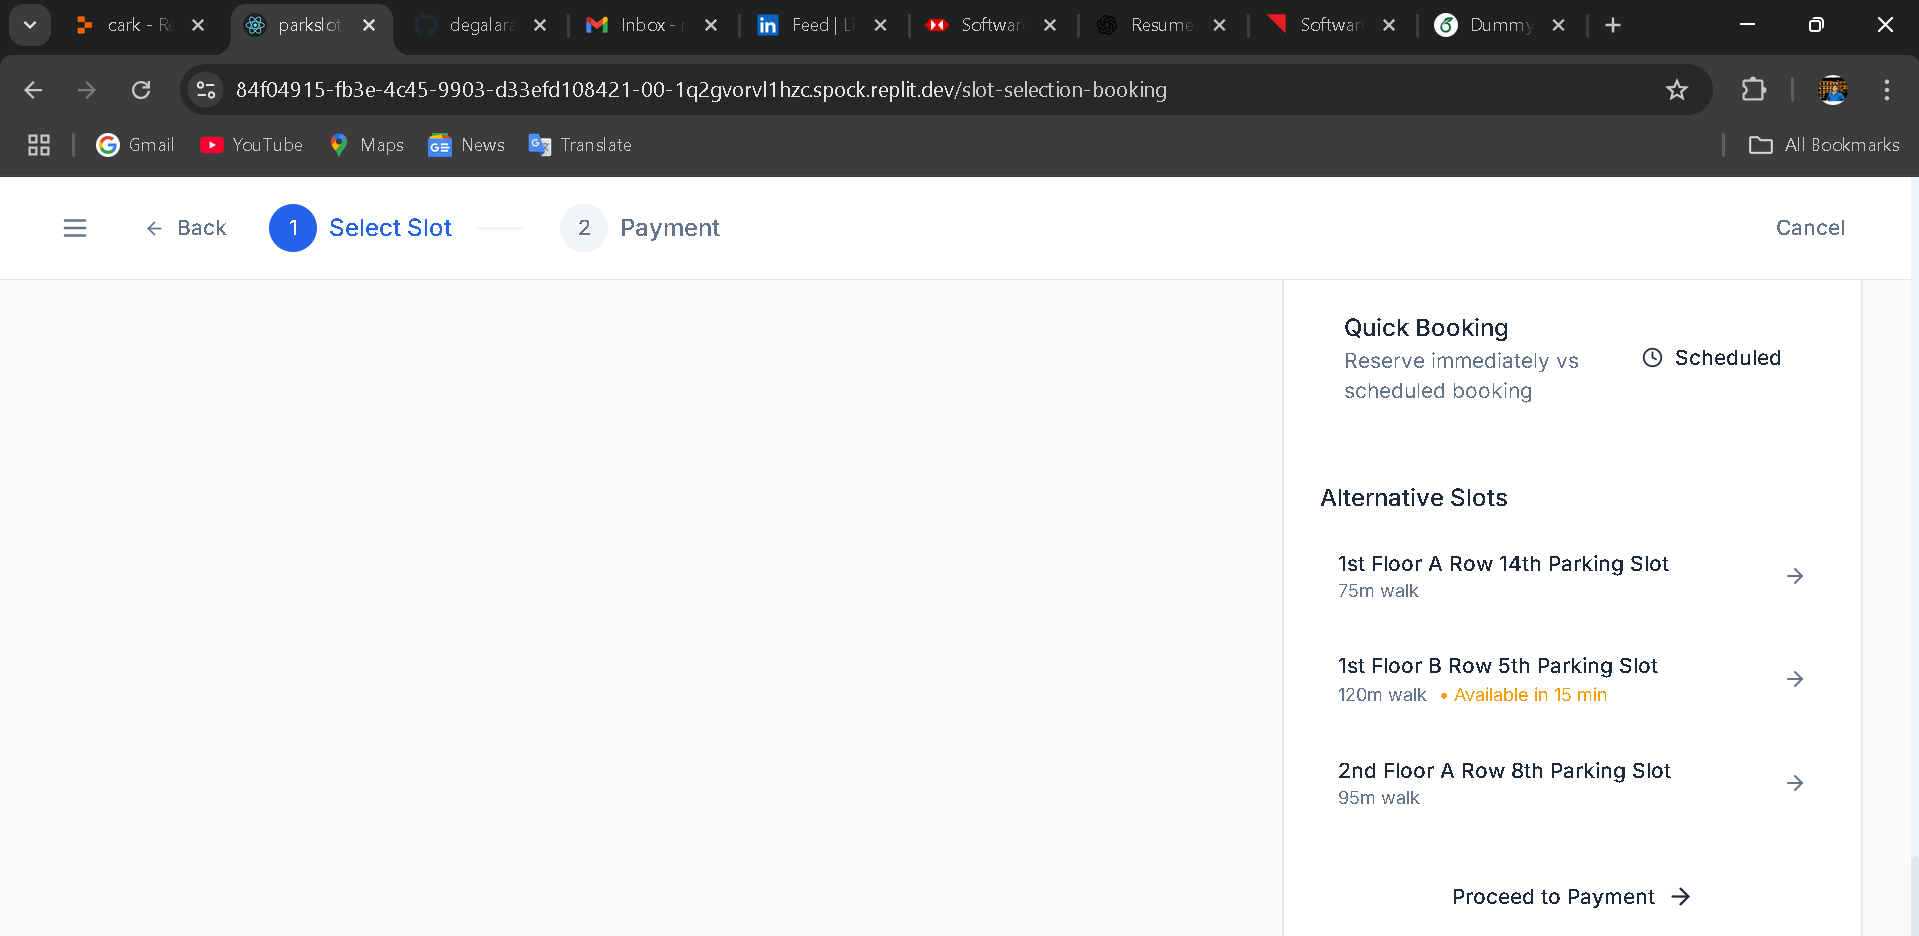 cark - Re
parkslot
degalara
Inbox -
Feed | Li
Softwar
Resume
Softwar
Dummy
84f04915-fb3e-4c45-9903-d33efd108421-00-1q2gvorvl1hzc.spock.replit.dev/slot-selection-booking
Gmail
YouTube
Maps
News
Translate
All Bookmarks
Back
1 Select Slot
2 Payment
Cancel
Quick Booking
Reserve immediately vs
scheduled booking
Scheduled
Alternative Slots
1st Floor A Row 14th Parking Slot
75m walk
1st Floor B Row 5th Parking Slot
120m walk • Available in 15 min
2nd Floor A Row 8th Parking Slot
95m walk
Proceed to Payment